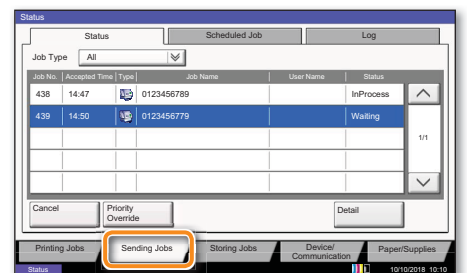 Status
Status Scheduled Job Log
Job Type All
Job No. Accepted Time Type Job Name User Name Status
438 14:47 0123456789 InProcess
439 14:50 0123456779 Waiting
1/1
Cancel Priority Override Detail
Printing Jobs Sending Jobs Storing Jobs Device/ Communication Paper/Supplies
Status 10/10/2018 10:10